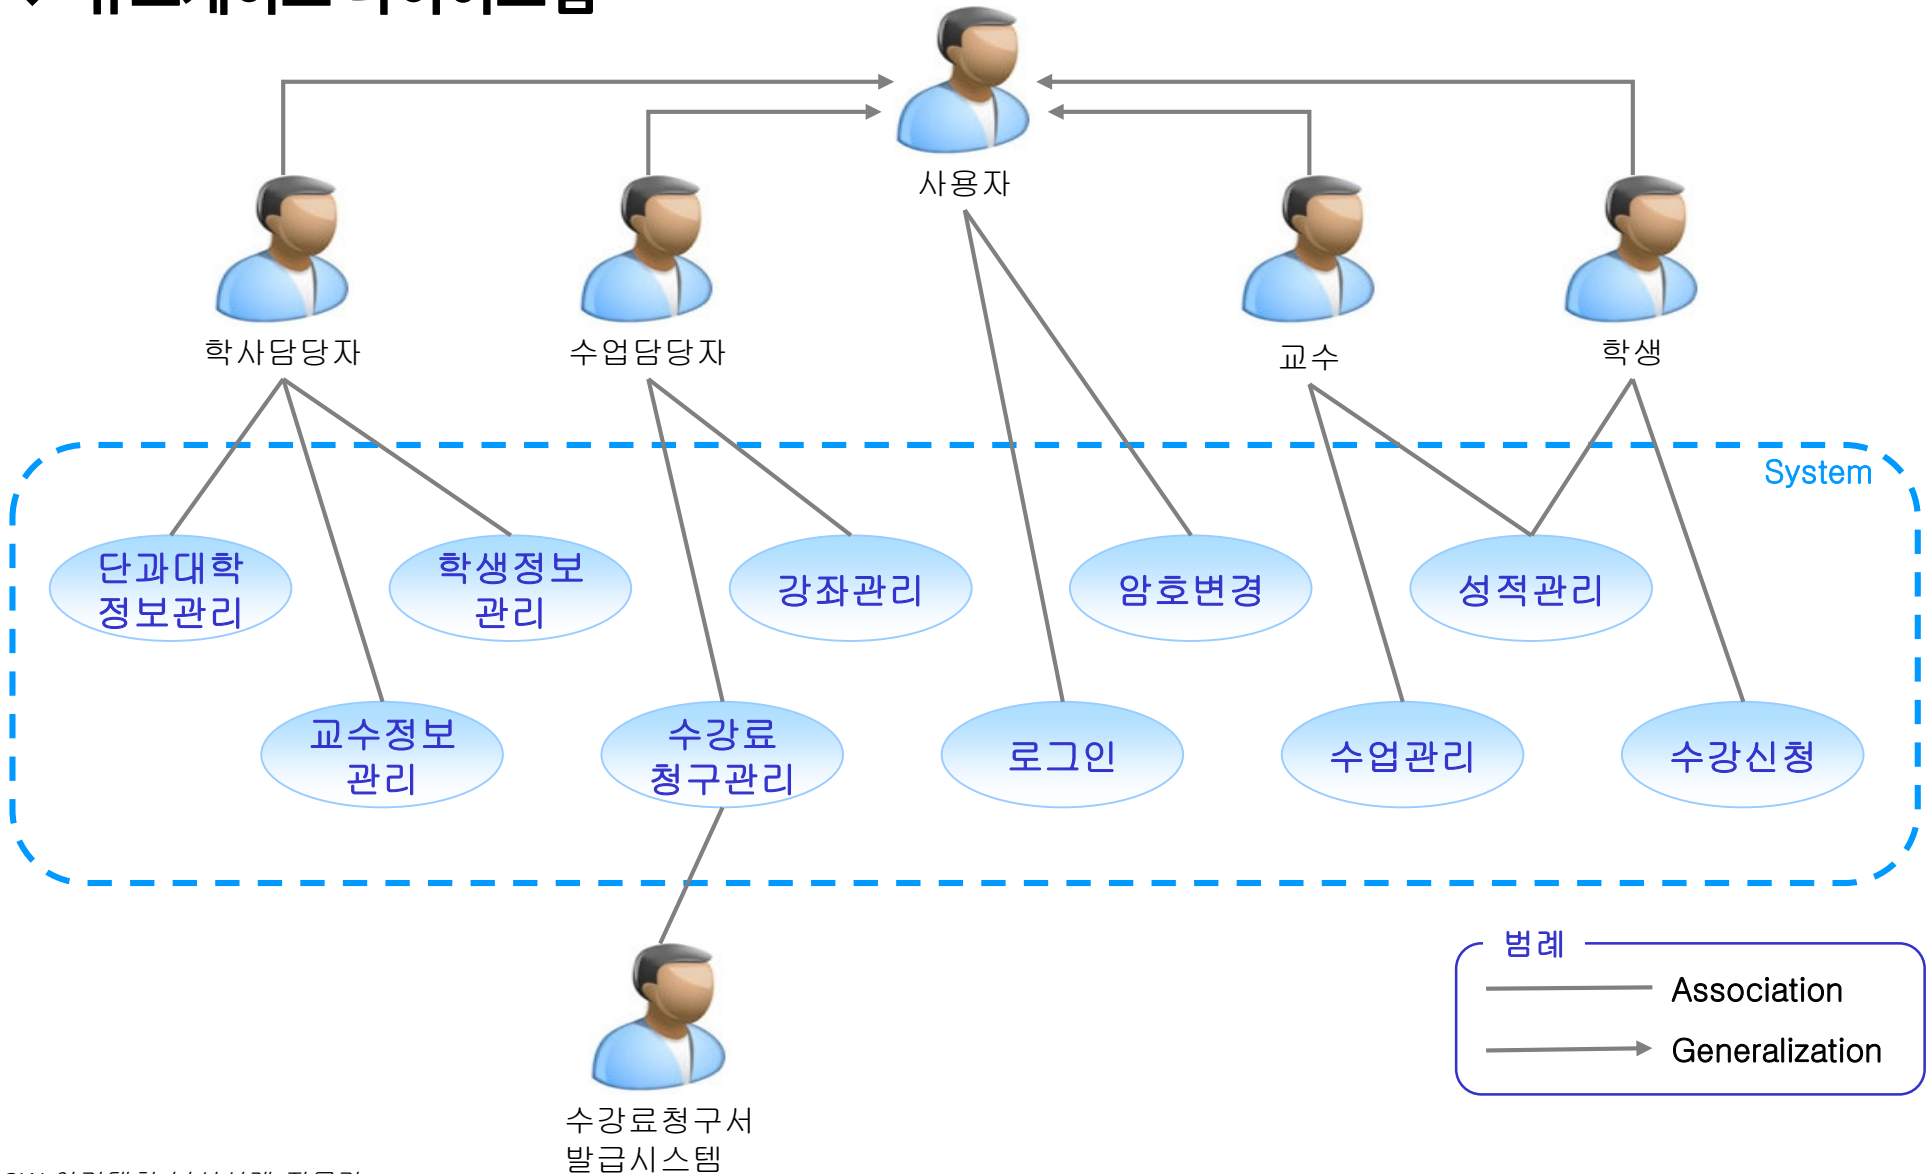 사용자
학사담당자
수업담당자
교수
학생
System
단과대학
정보관리
학생정보
관리
강좌관리
암호변경
성적관리
교수정보
관리
수강료
청구관리
로그인
수업관리
수강신청
범례
Association
Generalization
수강료청구서
발급시스템